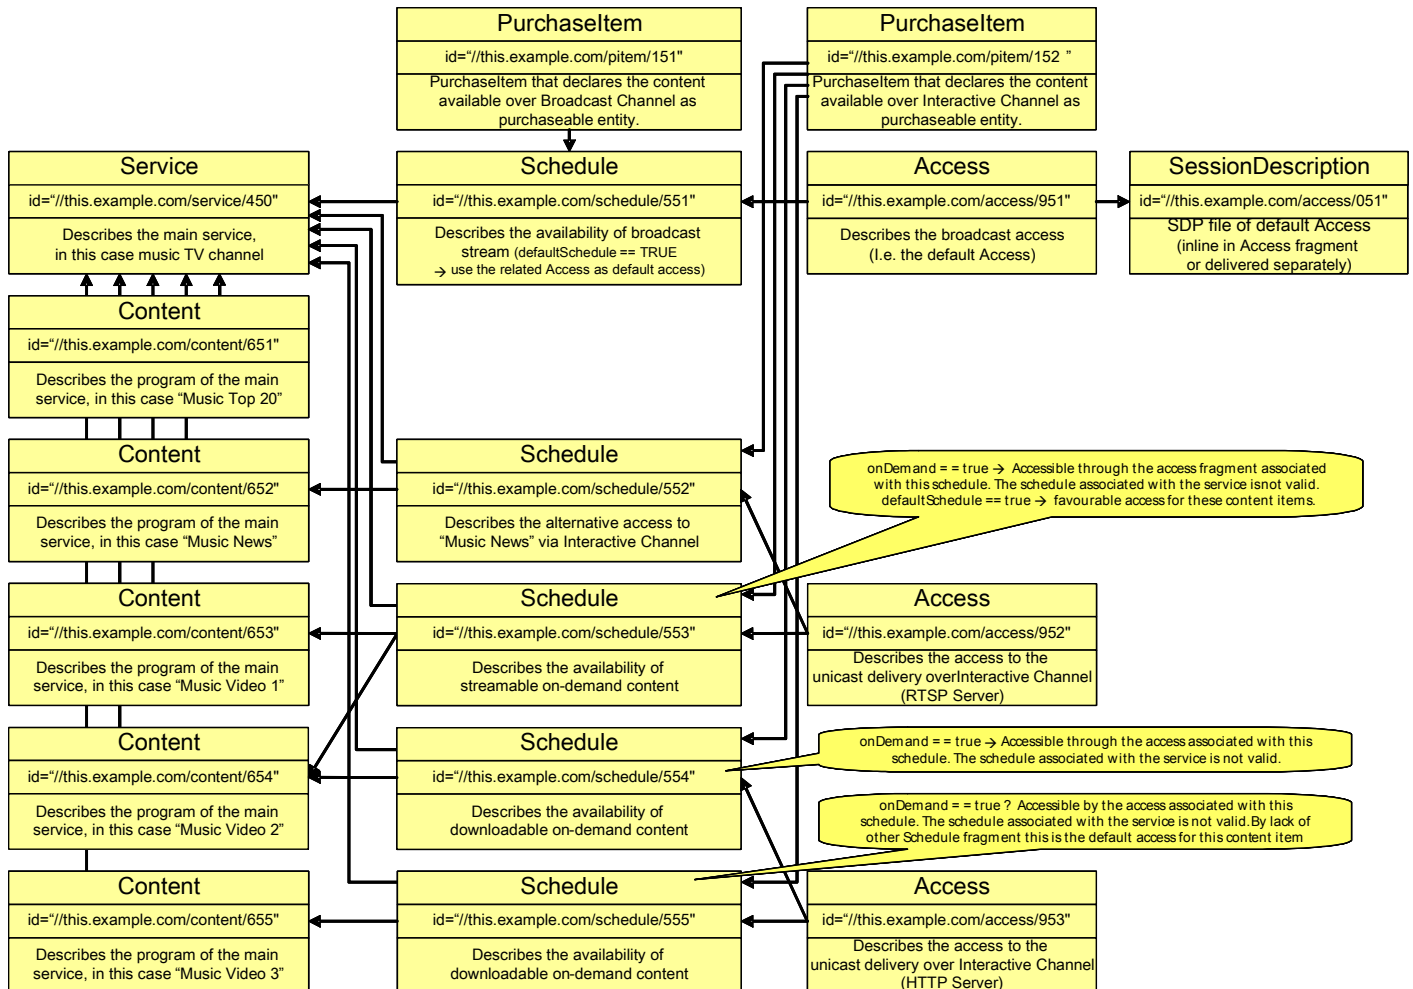 PurchaseItem
id="//this.example.com/pitem/151"
PurchaseItem that declares the content
available over Broadcast Channel as
purchaseable entity.
PurchaseItem
id="//this.example.com/pitem/152 ”
PurchaseItem that declares the content
available over Interactive Channel as
purchaseable entity.
Service
id=“//this.example.com/service/450"
Describes the main service,
in this case music TV channel
Schedule
id=“//this.example.com/schedule/551"
Describes the availability of broadcast
stream (defaultSchedule == TRUE
→ use the related Access as default access)
Access
id=“//this.example.com/access/951"
Describes the broadcast access
(I.e. the default Access)
SessionDescription
id=“//this.example.com/access/051"
SDP file of default Access
(inline in Access fragment
or delivered separately)
Content
id=“//this.example.com/content/651"
Describes the program of the main
service, in this case “Music Top 20”
Content
id=“//this.example.com/content/652"
Describes the program of the main
service, in this case “Music News”
Schedule
id=“//this.example.com/schedule/552"
Describes the alternative access to
“Music News” via Interactive Channel
onDemand = = true → Accessible through the access fragment associated
with this schedule. The schedule associated with the service isnot valid.
defaultSchedule == true → favourable access for these content items.
Content
id=“//this.example.com/content/653"
Describes the program of the main
service, in this case “Music Video 1”
Schedule
id=“//this.example.com/schedule/553"
Describes the availability of
streamable on-demand content
Access
id=“//this.example.com/access/952"
Describes the access to the
unicast delivery overInteractive Channel
(RTSP Server)
Content
id=“//this.example.com/content/654"
Describes the program of the main
service, in this case “Music Video 2”
Schedule
id=“//this.example.com/schedule/554"
Describes the availability of
downloadable on-demand content
onDemand = = true → Accessible through the access associated with this
schedule. The schedule associated with the service is not valid.
onDemand = = true ? Accessible by the access associated with this
schedule. The schedule associated with the service is not valid.By lack of
other Schedule fragment this is the default access for this content item
Content
id=“//this.example.com/content/655"
Describes the program of the main
service, in this case “Music Video 3”
Schedule
id=“//this.example.com/schedule/555"
Describes the availability of
downloadable on-demand content
Access
id=“//this.example.com/access/953"
Describes the access to the
unicast delivery over Interactive Channel
(HTTP Server)